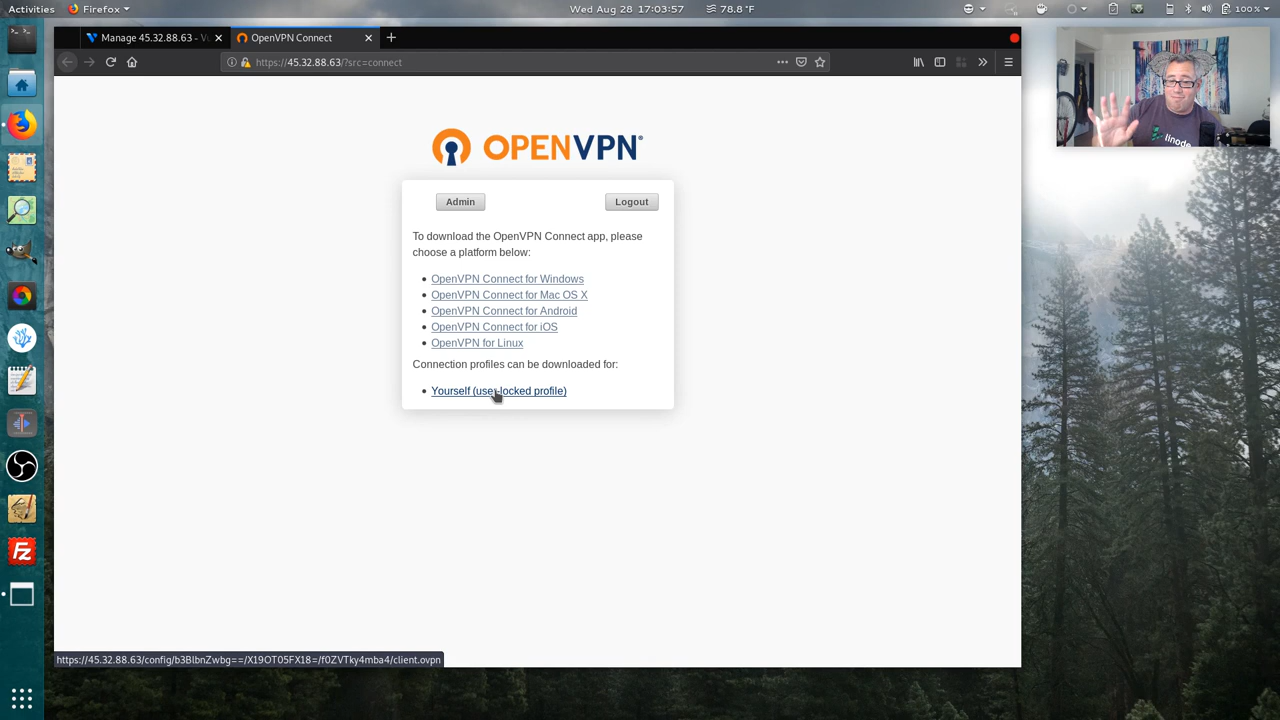 Activities
Firefox
Wed Aug 28 17:03:57
78.8 °F
100%
Manage 45.32.88.63 - Vu
OpenVPN Connect
https://45.32.88.63/?src=connect
OPENVPN®
Admin
Logout
To download the OpenVPN Connect app, please
choose a platform below:
OpenVPN Connect for Windows
OpenVPN Connect for Mac OS X
OpenVPN Connect for Android
OpenVPN Connect for iOS
OpenVPN for Linux
Connection profiles can be downloaded for:
Yourself (user-locked profile)
https://45.32.88.63/config/b3BlbnZwbg==/X19OT05FX18=/f0ZVTky4mba4/client.ovpn
linode
Fz